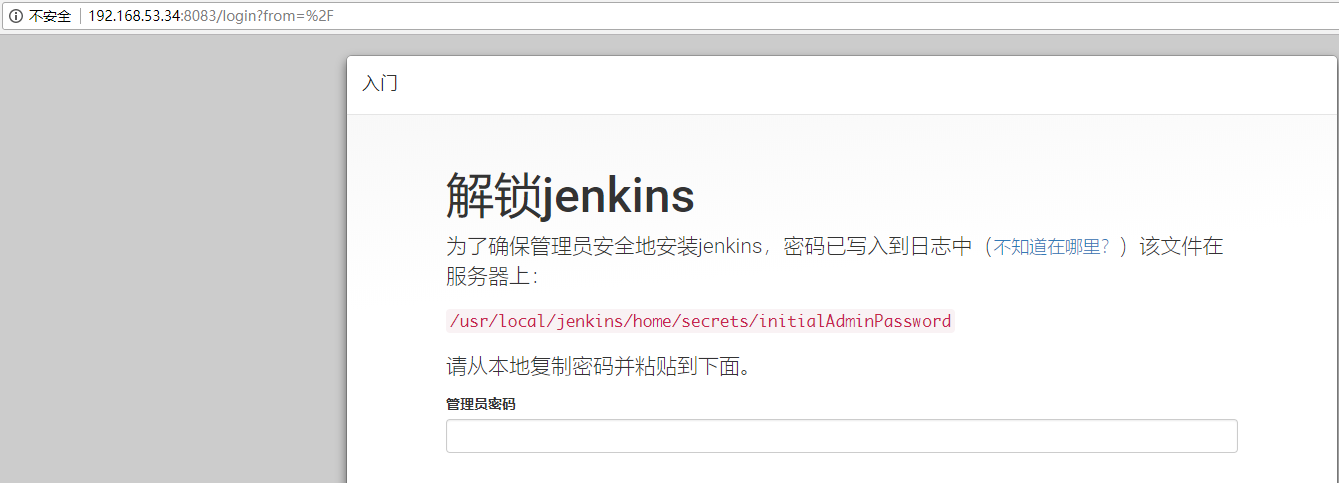 不安全 192.168.53.34:8083/login?from=%2F
入门
解锁jenkins
为了确保管理员安全地安装jenkins，密码已写入到日志中（不知道在哪里？）该文件在
服务器上：
/usr/local/jenkins/home/secrets/initialAdminPassword
请从本地复制密码并粘贴到下面。
管理员密码